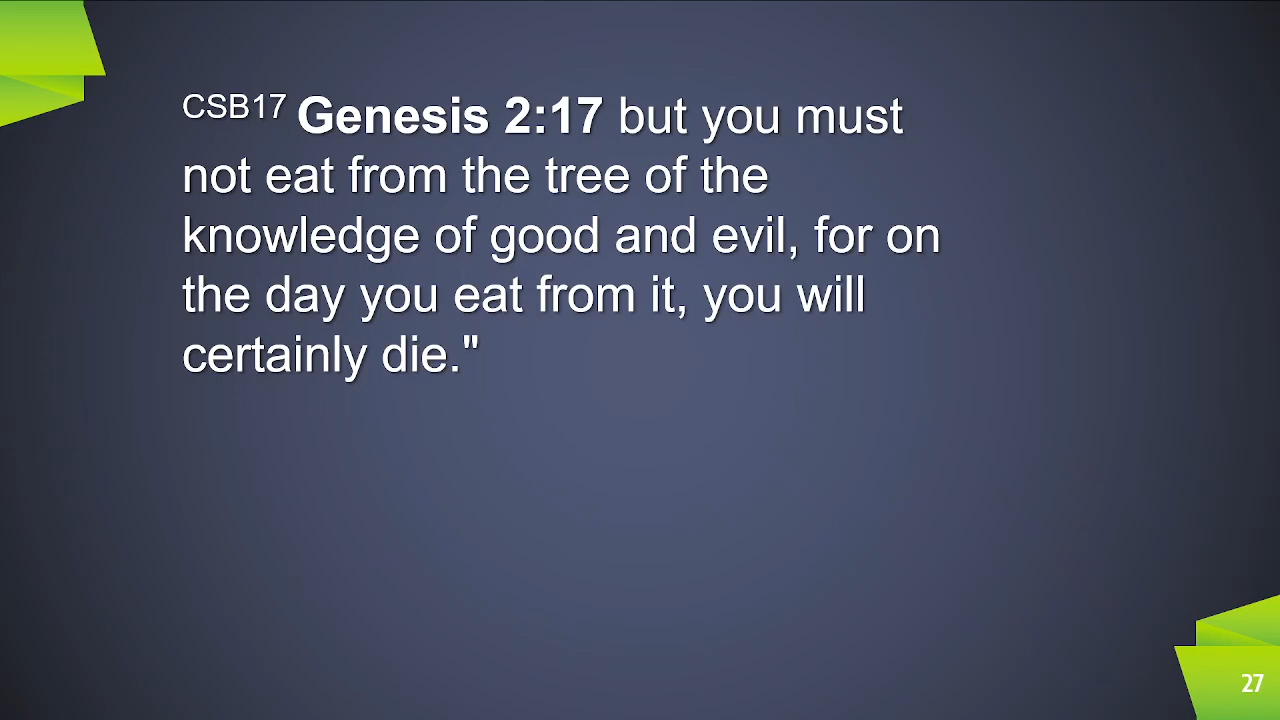 CSB17 Genesis 2:17 but you must
not eat from the tree of the
knowledge of good and evil, for on
the day you eat from it, you will
certainly die."
27